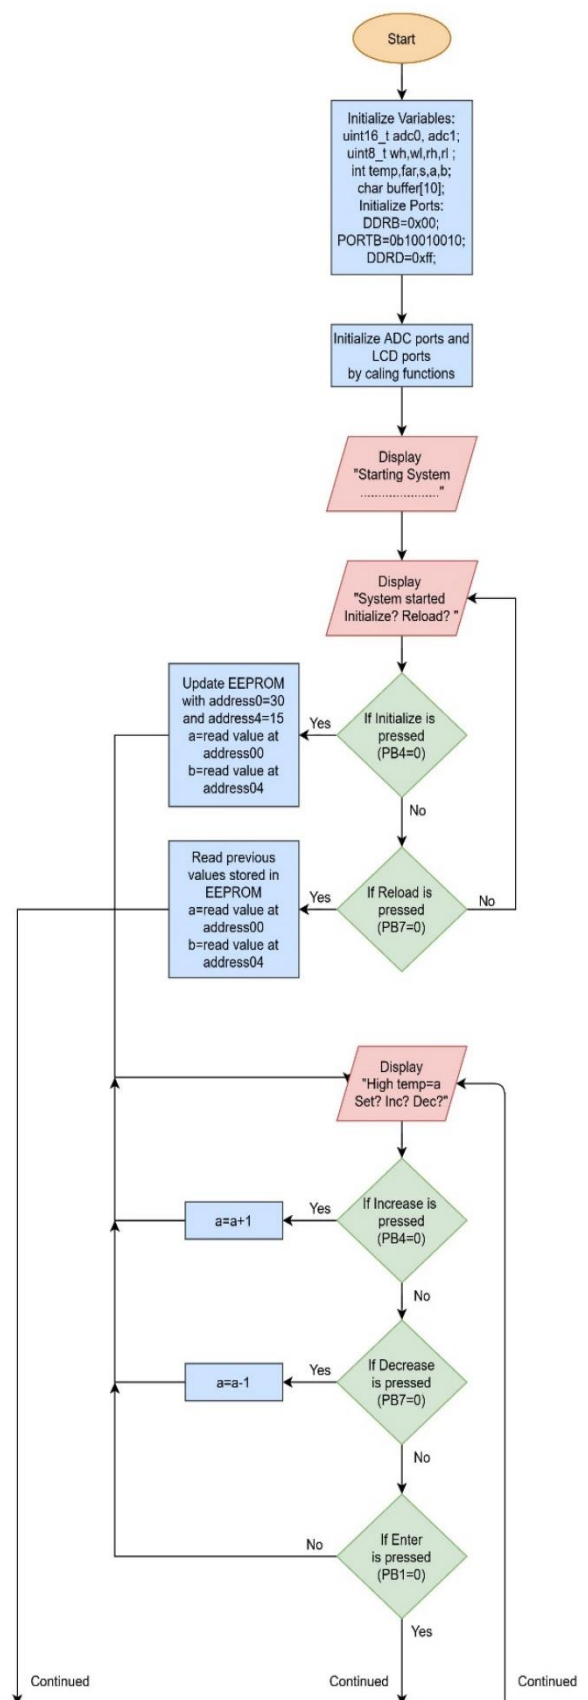 Start
Initialize Variables:
uint16_t adc0, adc1;
uint8_t wh,wl,rh,rl ;
int temp,far,s,a,b;
char buffer[10];
Initialize Ports:
DDRB=0x00;
PORTB=0b10010010;
DDRD=0xff;
Initialize ADC ports and
LCD ports
by caling functions
Display
"Starting System
......................"
Display
"System started
Initialize? Reload? "
Update EEPROM
with address0=30
and address4=15
a=read value at
address00
b=read value at
address04
Yes
If Initialize is
pressed
(PB4=0)
No
Read previous
values stored in
EEPROM
a=read value at
address00
b=read value at
address04
Yes
If Reload is
pressed
(PB7=0)
No
Display
"High temp=a
Set? Inc? Dec?"
a=a+1
Yes
If Increase is
pressed
(PB4=0)
No
a=a-1
Yes
If Decrease
is pressed
(PB7=0)
No
No
If Enter
is pressed
(PB1=0)
Yes
Continued
Continued
Continued